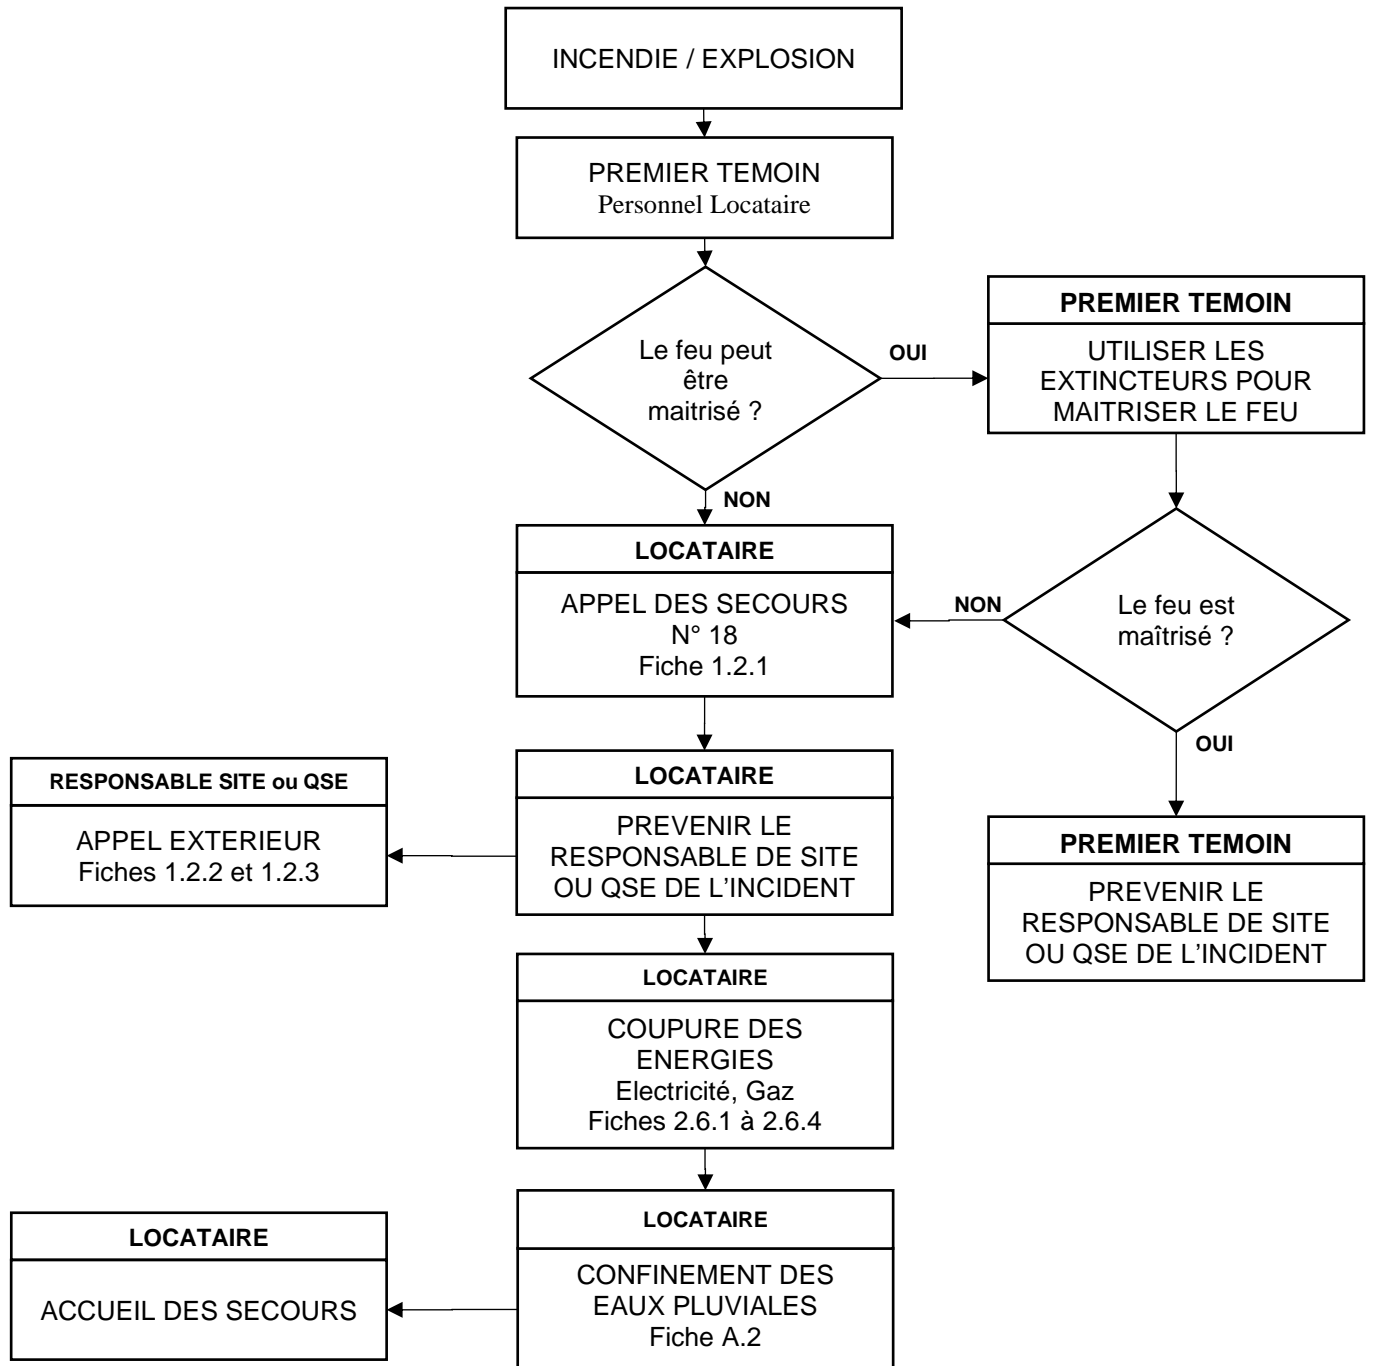 INCENDIE / EXPLOSION
PREMIER TEMOIN
Personnel Locataire
Le feu peut
être
maitrisé ?
OUI
PREMIER TEMOIN
UTILISER LES
EXTINCTEURS POUR
MAITRISER LE FEU
NON
LOCATAIRE
APPEL DES SECOURS
N° 18
Fiche 1.2.1
NON
Le feu est
maîtrisé ?
OUI
RESPONSABLE SITE ou QSE
APPEL EXTERIEUR
Fiches 1.2.2 et 1.2.3
LOCATAIRE
PREVENIR LE
RESPONSABLE DE SITE
OU QSE DE L’INCIDENT
PREMIER TEMOIN
PREVENIR LE
RESPONSABLE DE SITE
OU QSE DE L’INCIDENT
LOCATAIRE
COUPURE DES
ENERGIES
Electricité, Gaz
Fiches 2.6.1 à 2.6.4
LOCATAIRE
ACCUEIL DES SECOURS
LOCATAIRE
CONFINEMENT DES
EAUX PLUVIALES
Fiche A.2